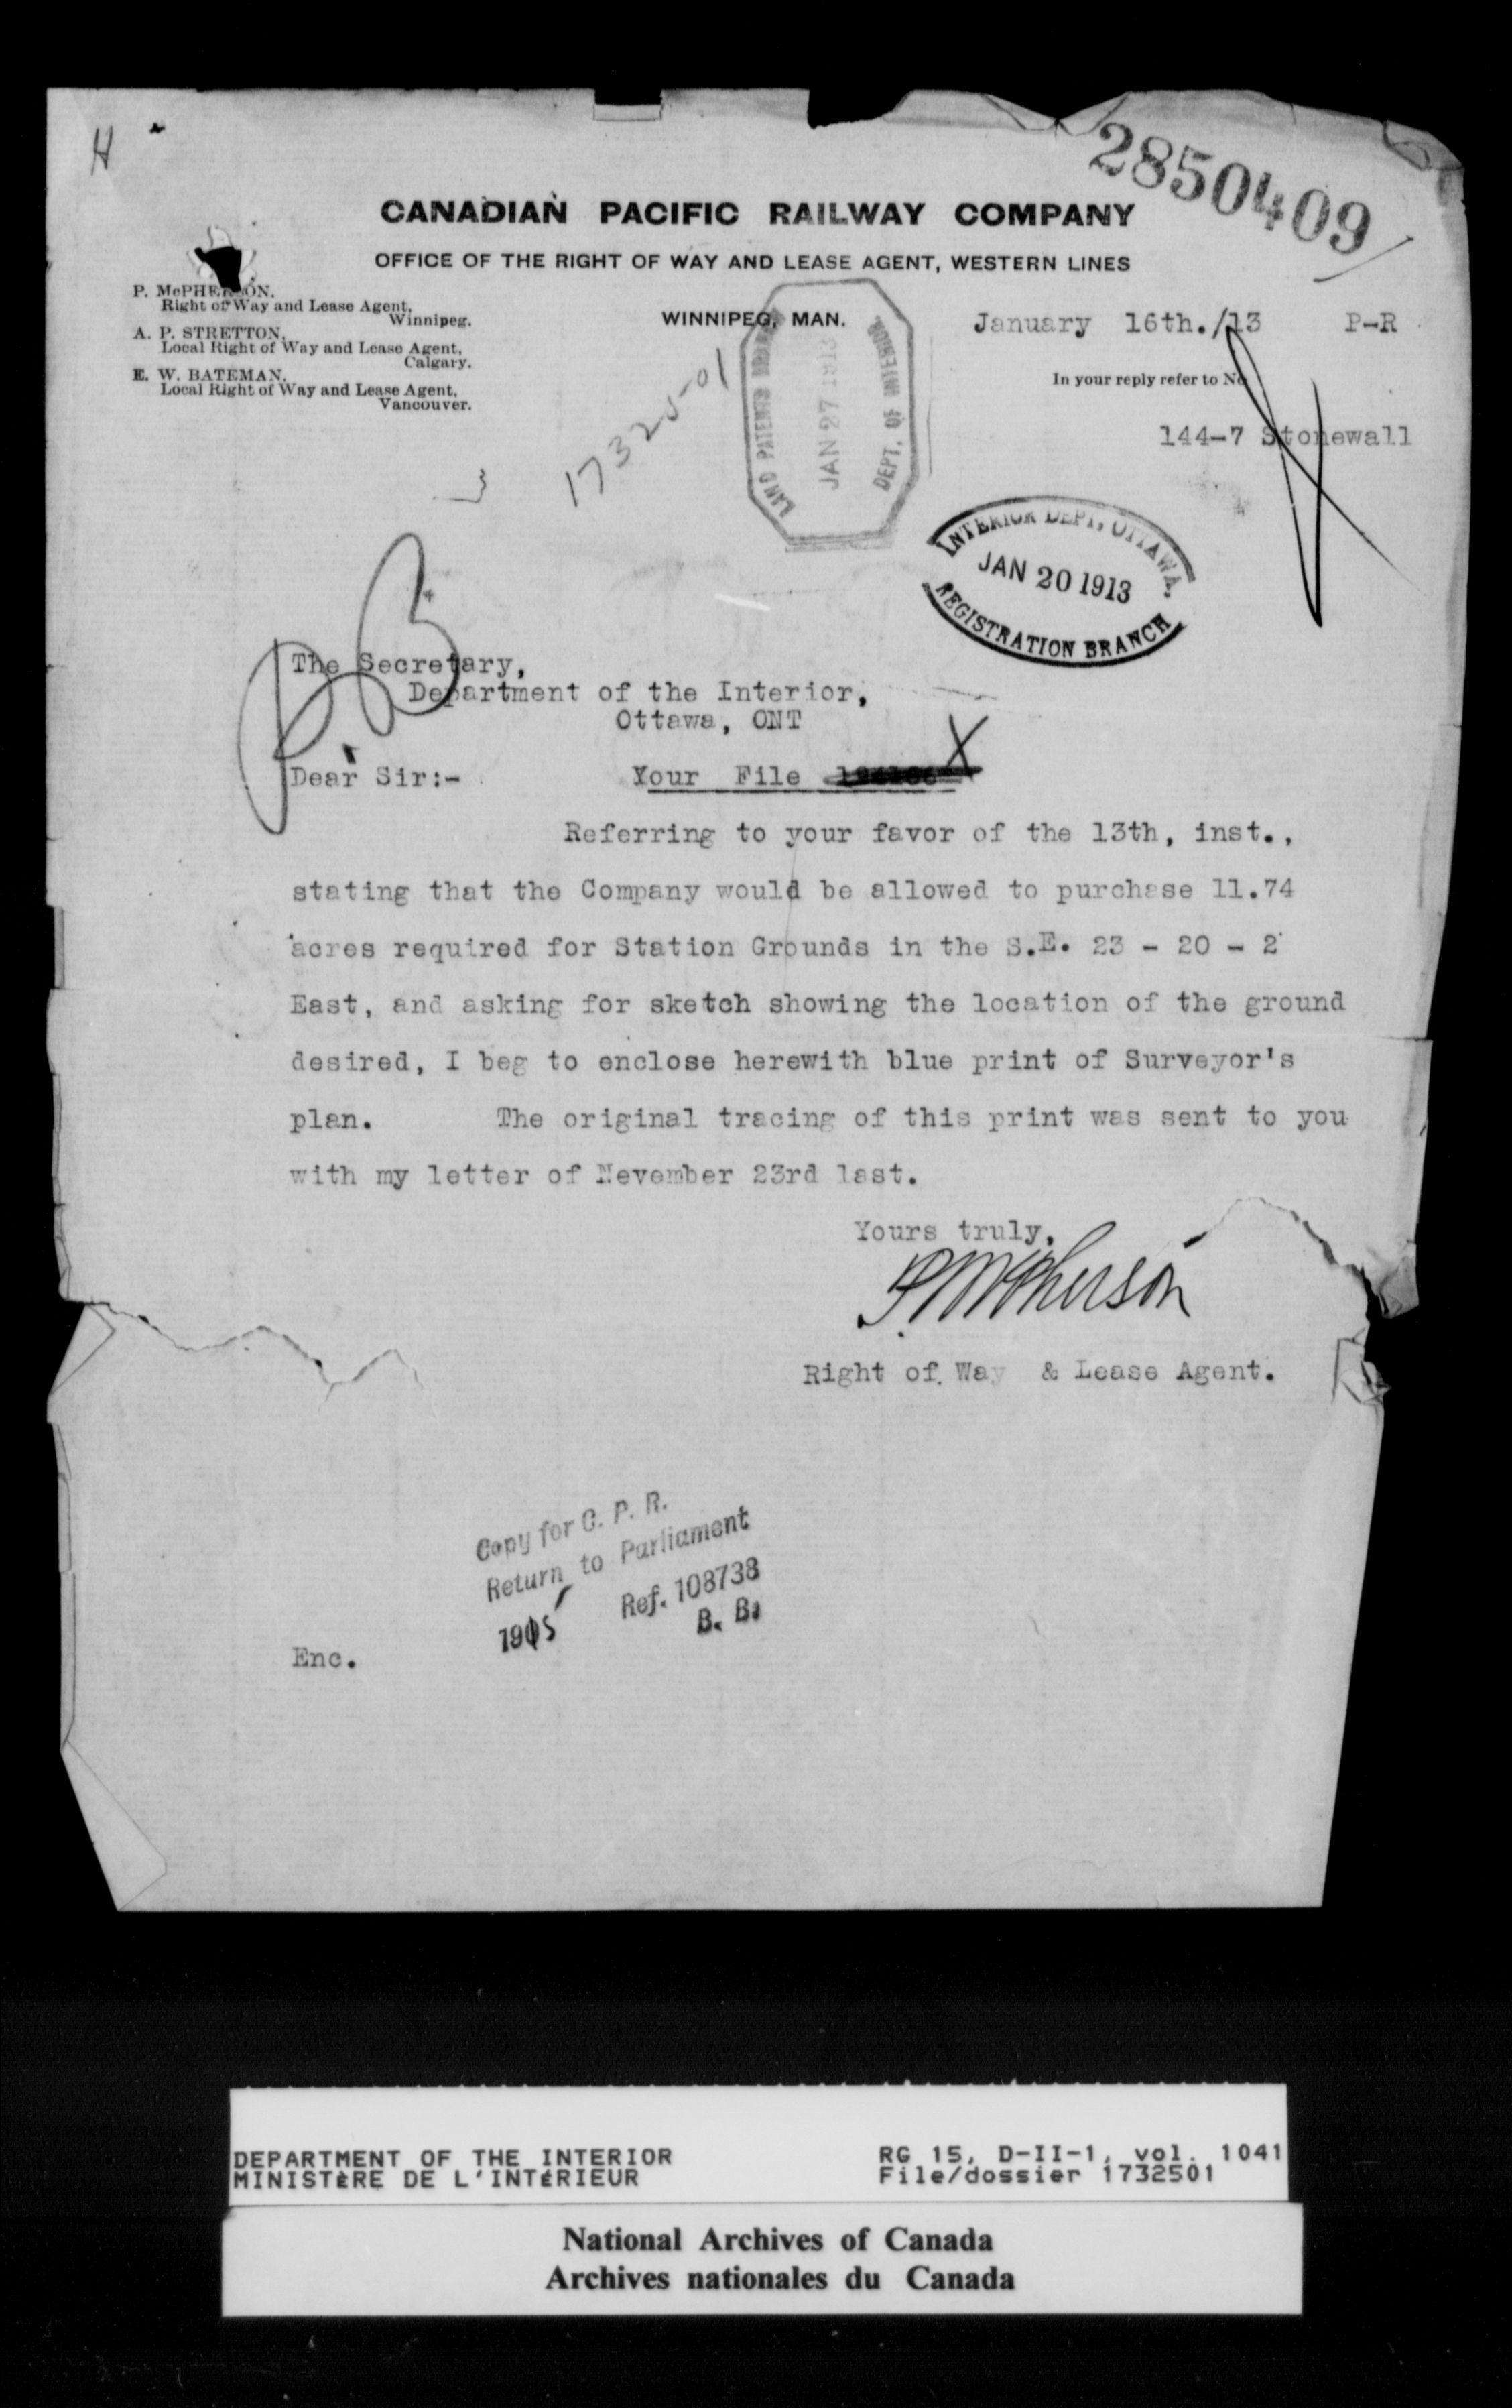 H
2850409
CANADIAN PACIFIC RAILWAY COMPANY
OFFICE OF THE RIGHT OF WAY AND LEASE AGENT, WESTERN LINES
P. McPHERSON.
Right of Way and Lease Agent,
Winnipeg.
A. P. STRETTON.
Local Right of Way and Lease Agent,
Calgary.
E. W. BATEMAN.
Local Right of Way and Lease Agent,
Vancouver.
WINNIPEG, MAN.
January 16th./13 P-R
In your reply refer to No
144-7 Stonewall
17325-01
LAND PATENTS BRANCH
JAN 27 1913
DEPT. OF INTERIOR
INTERIOR DEPT, OTTAWA.
JAN 20 1913
REGISTRATION BRANCH
The Secretary,
Department of the Interior,
Ottawa, ONT
Dear Sir:- Your File
X
Referring to your favor of the 13th, inst.,
stating that the Company would be allowed to purchase 11.74
acres required for Station Grounds in the S.E. 23 - 20 - 2
East, and asking for sketch showing the location of the ground
desired, I beg to enclose herewith blue print of Surveyor's
plan. The original tracing of this print was sent to you
with my letter of Nevember 23rd last.
Yours truly,
P McPherson
Right of Way & Lease Agent.
Copy for C. P. R.
Return to Parliament
1915 Ref. 108738
B. B.
Enc.
DEPARTMENT OF THE INTERIOR RG 15, D-II-1, vol. 1041
MINISTÈRE DE L'INTÉRIEUR File/dossier 1732501
National Archives of Canada
Archives nationales du Canada